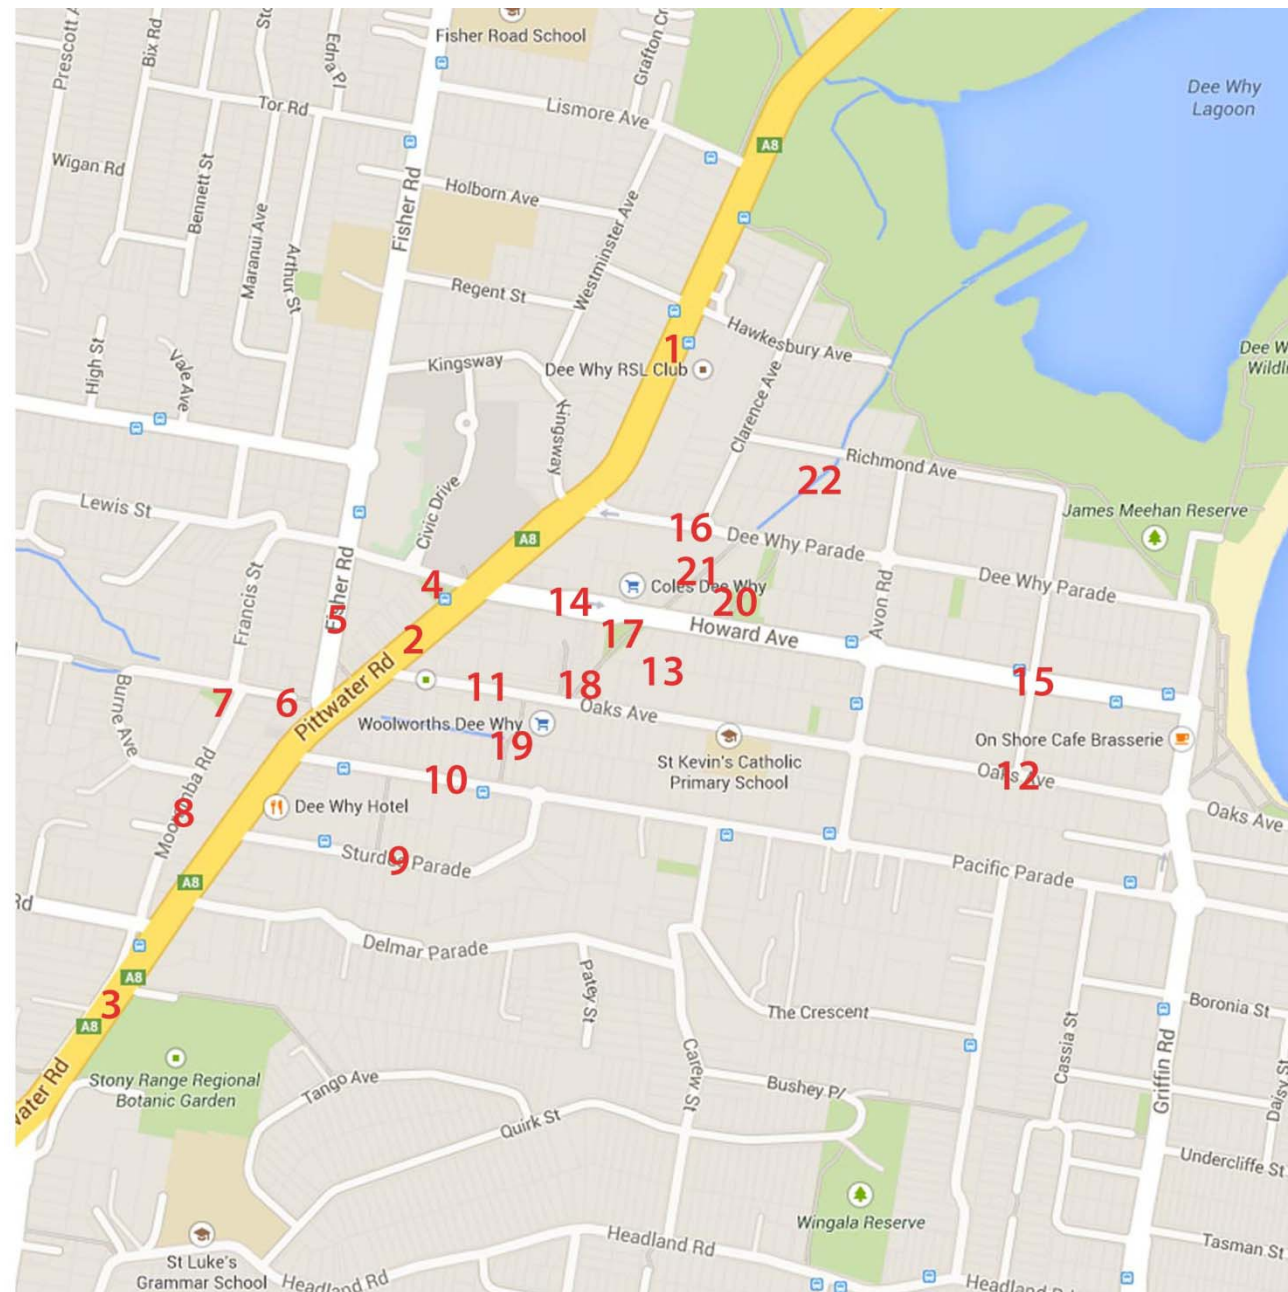 Prescott A
Bix Rd
Sto
Edna Pl
Fisher Road School
Grafton Cr
Dee Why
Lagoon
Tor Rd
Lismore Ave
A8
Wigan Rd
Bennett St
Fisher Rd
Holborn Ave
Maranui Ave
Arthur St
Westminster Ave
Regent St
Hawkesbury Ave
Dee W
Wildli
High St
Vale Ave
Kingsway
1
Dee Why RSL Club
Clarence Ave
Kingsway
Richmond Ave
22
Lewis St
Civic Drive
A8
16
Dee Why Parade
James Meehan Reserve
Francis St
Fisher Rd
4
21
Coles Dee Why
Dee Why Parade
Avon Rd
5
14
20
2
17
Howard Ave
Pittwater Rd
13
15
Burne Ave
7
6
11
18
Oaks Ave
Woolworths Dee Why
19
St Kevin's Catholic
Primary School
On Shore Cafe Brasserie
10
12
Oaks Ave
Oaks Ave
8
Dee Why Hotel
Mooramba Rd
9
Sturdee Parade
Pacific Parade
A8
Rd
Delmar Parade
Patey St
A8
3
A8
The Crescent
Boronia St
Cassia St
Griffin Rd
Stony Range Regional
Botanic Garden
water Rd
Tango Ave
Carew St
Bushey Pl
Daisy St
Quirk St
Undercliffe St
Wingala Reserve
Headland Rd
Tasman St
St Luke's
Grammar School
Headland Rd
Headland Rd